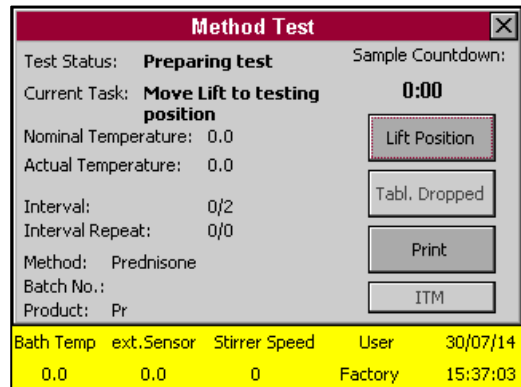 Method Test
Test Status: Preparing test
Sample Countdown:
Current Task: Move Lift to testing
position
0:00
Nominal Temperature: 0.0
Lift Position
Actual Temperature: 0.0
Tabl. Dropped
Interval: 0/2
Interval Repeat: 0/0
Print
Method: Prednisone
Batch No.:
ITM
Product: Pr
Bath Temp ext.Sensor Stirrer Speed User 30/07/14
0.0 0.0 0 Factory 15:37:03